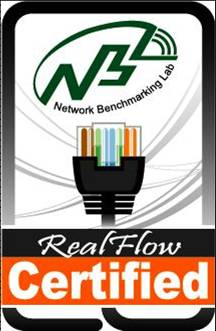 NBL
Network Benchmarking Lab
RealFlow
Certified